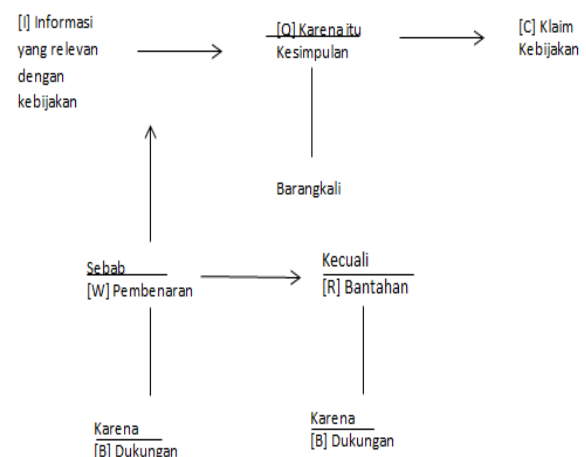 [I] Informasi
yang relevan
dengan
kebijakan
[Q] Karena itu
Kesimpulan
[C] Klaim
Kebijakan
Barangkali
Sebab
[W] Pembenaran
Kecuali
[R] Bantahan
Karena
[B] Dukungan
Karena
[B] Dukungan